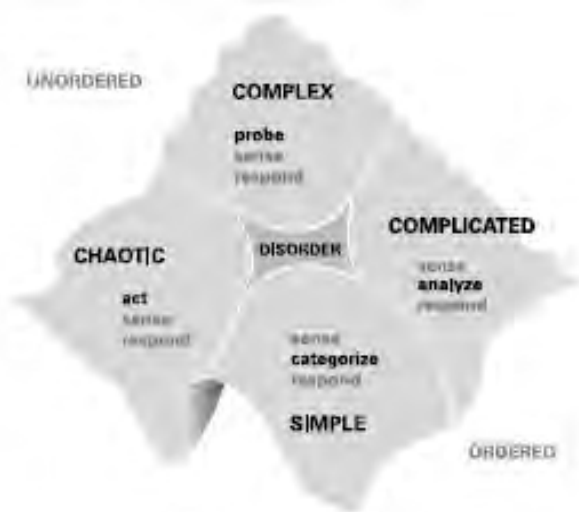 UNORDERED
COMPLEX
probe
sense
respond
COMPLICATED
sense
analyze
respond
DISORDER
CHAOTIC
act
sense
respond
sense
categorize
respond
SIMPLE
ORDERED